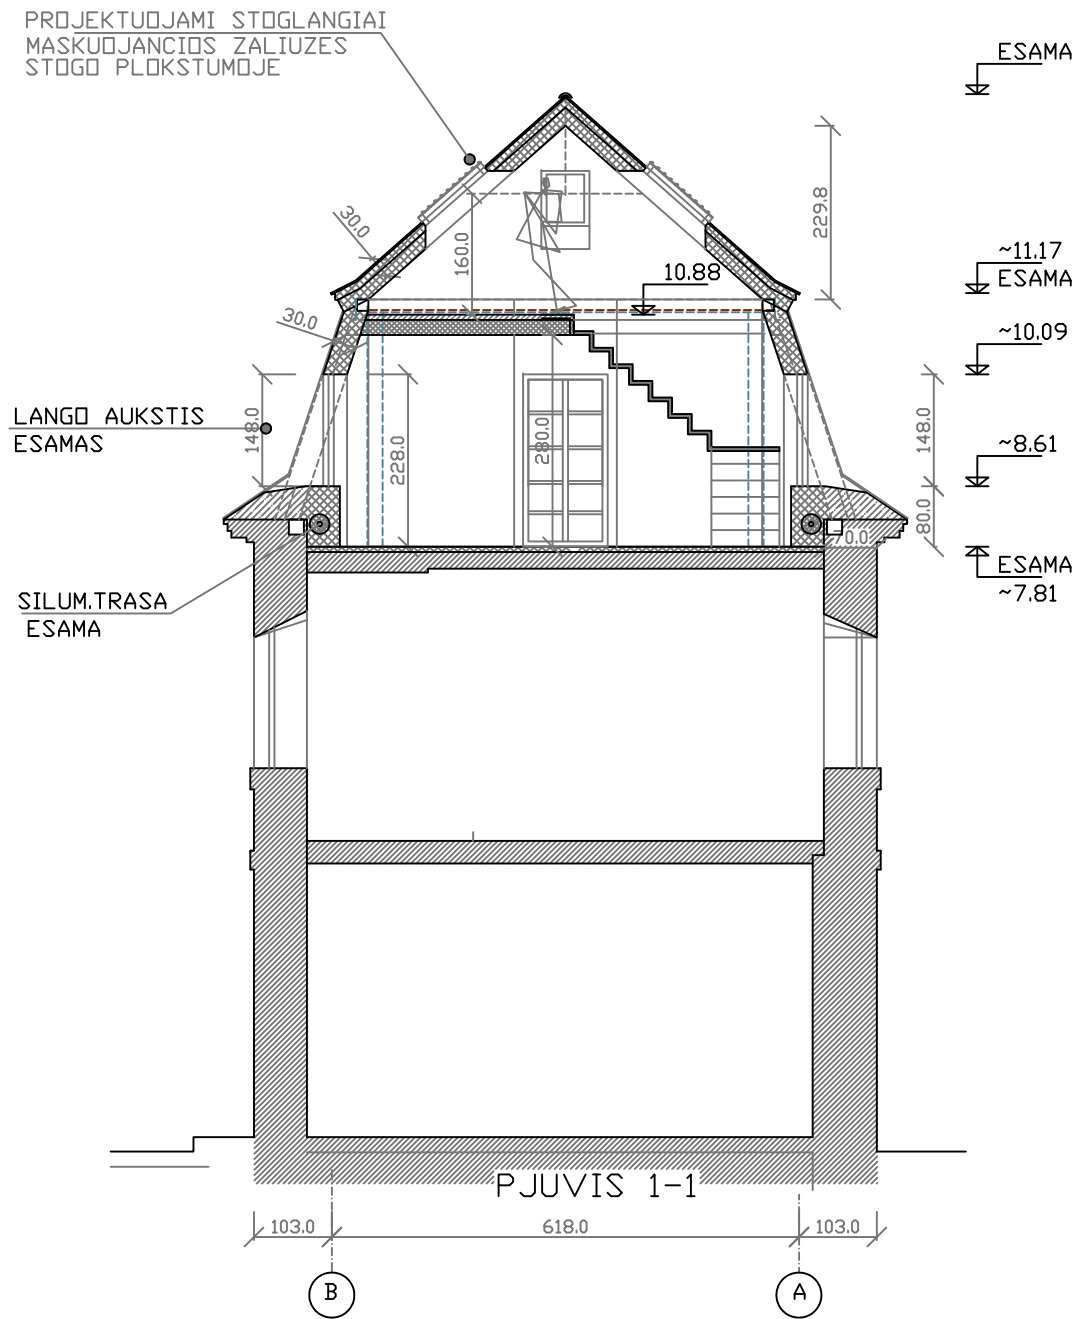 PROJEKTUOJAMI STOGLANGIAI
MASKUOJANCIOS ZALIUZES
STOGO PLOKSTUMOJE
ESAMA
229.8
30.0
160.0
~11.17
ESAMA
10.88
30.0
~10.09
LANGO AUKSTIS
ESAMAS
148.0
228.0
280.0
148.0
~8.61
80.0
70.0
ESAMA
~7.81
SILUM.TRASA
ESAMA
PJUVIS 1-1
103.0
618.0
103.0
B
A